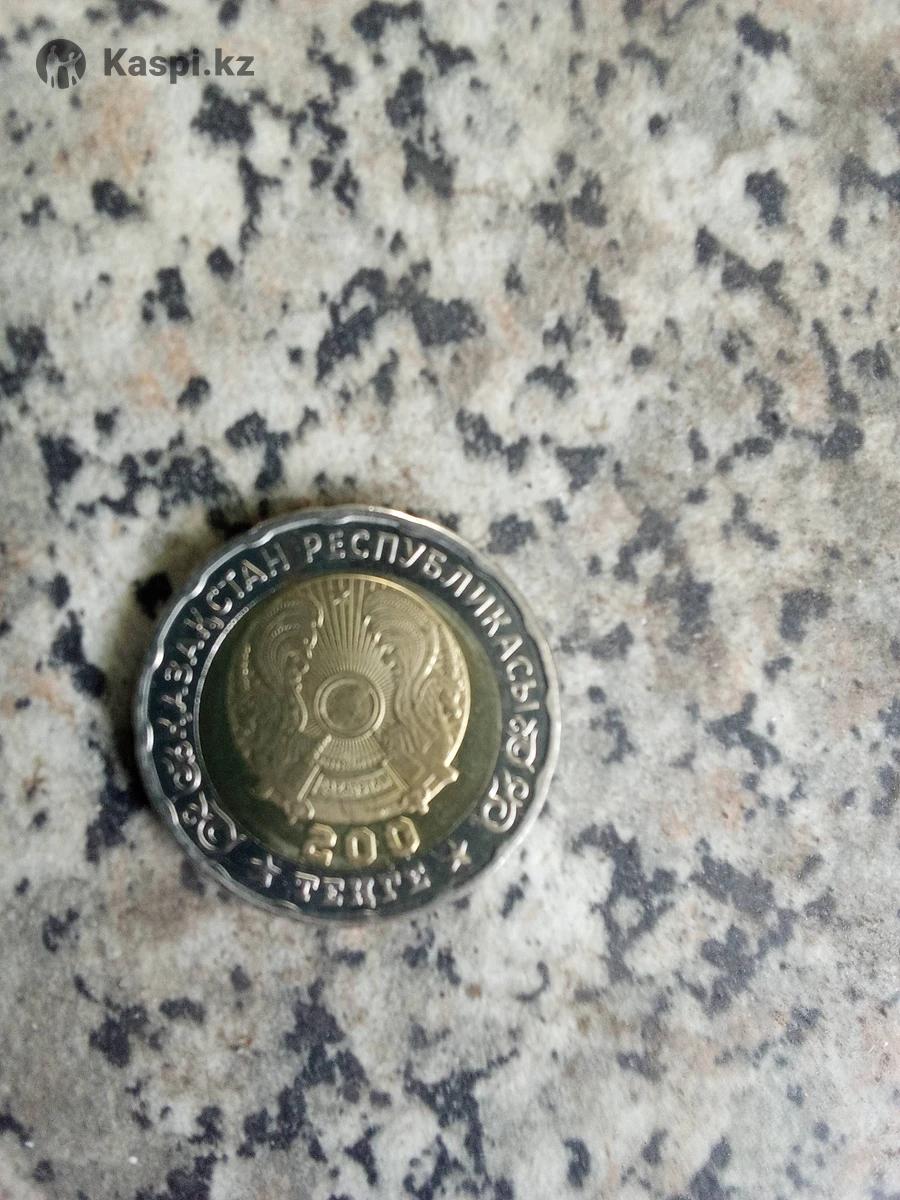 Kaspi.kz
ҚАЗАҚСТАН РЕСПУБЛИКАСЫ
200
ТЕҢГЕ